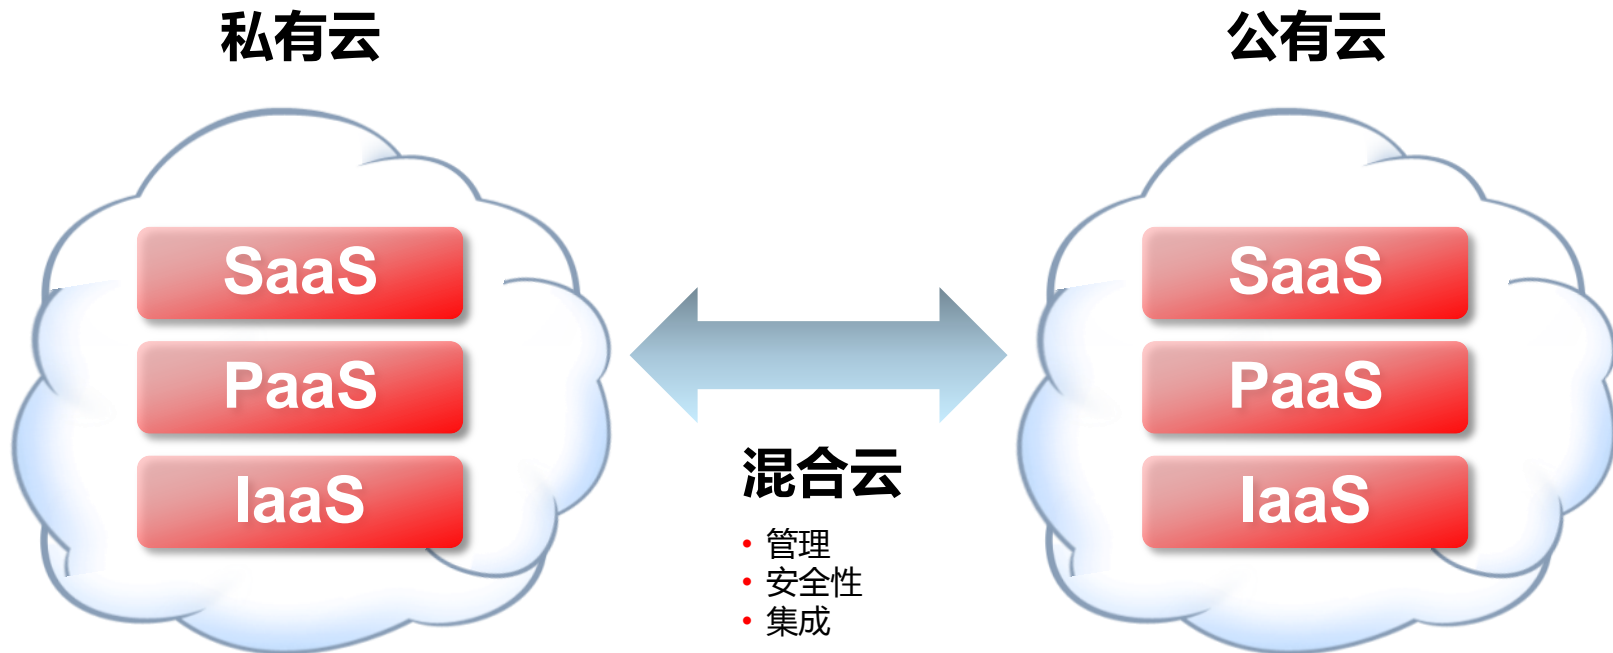 私有云
公有云
SaaS
PaaS
IaaS
SaaS
PaaS
IaaS
混合云
• 管理
• 安全性
• 集成